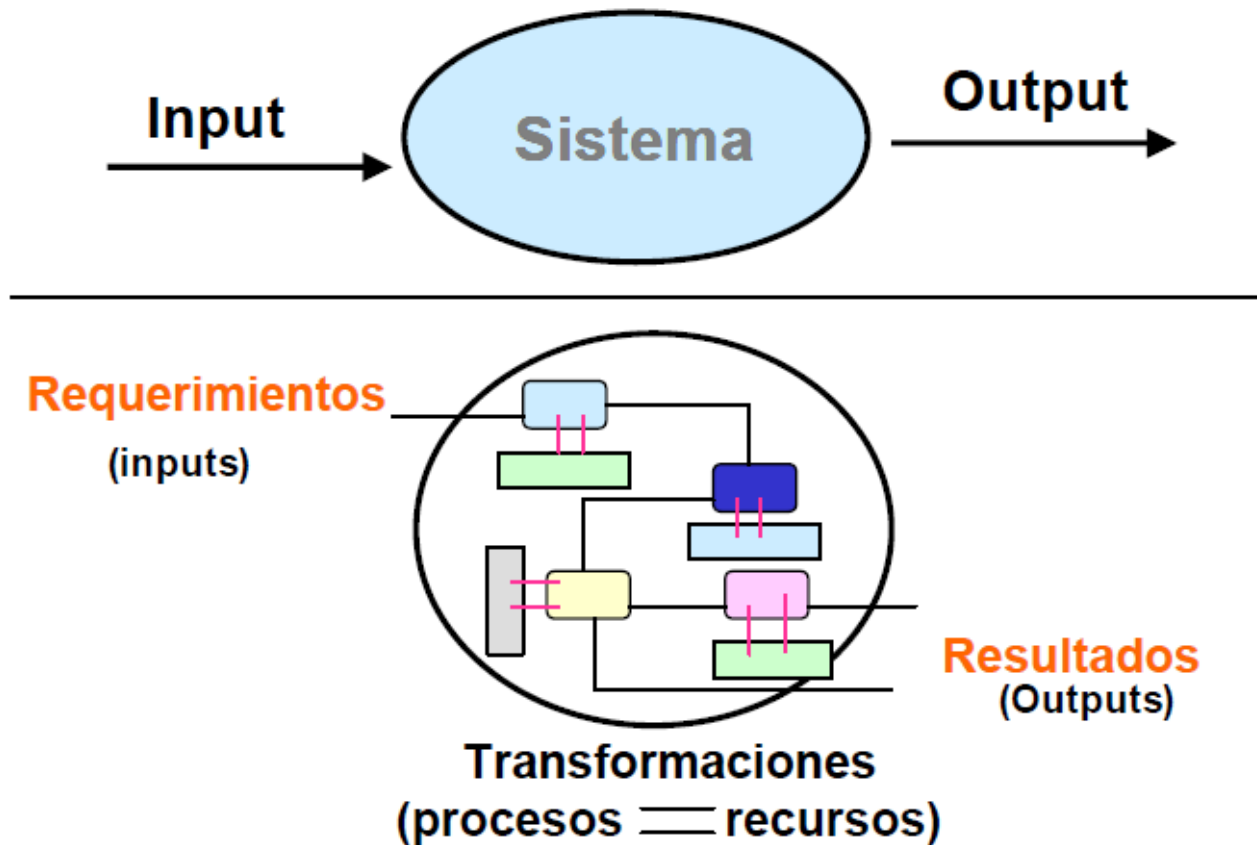 Input
Sistema
Output
Requerimientos
(inputs)
Resultados
(Outputs)
Transformaciones
(procesos recursos)